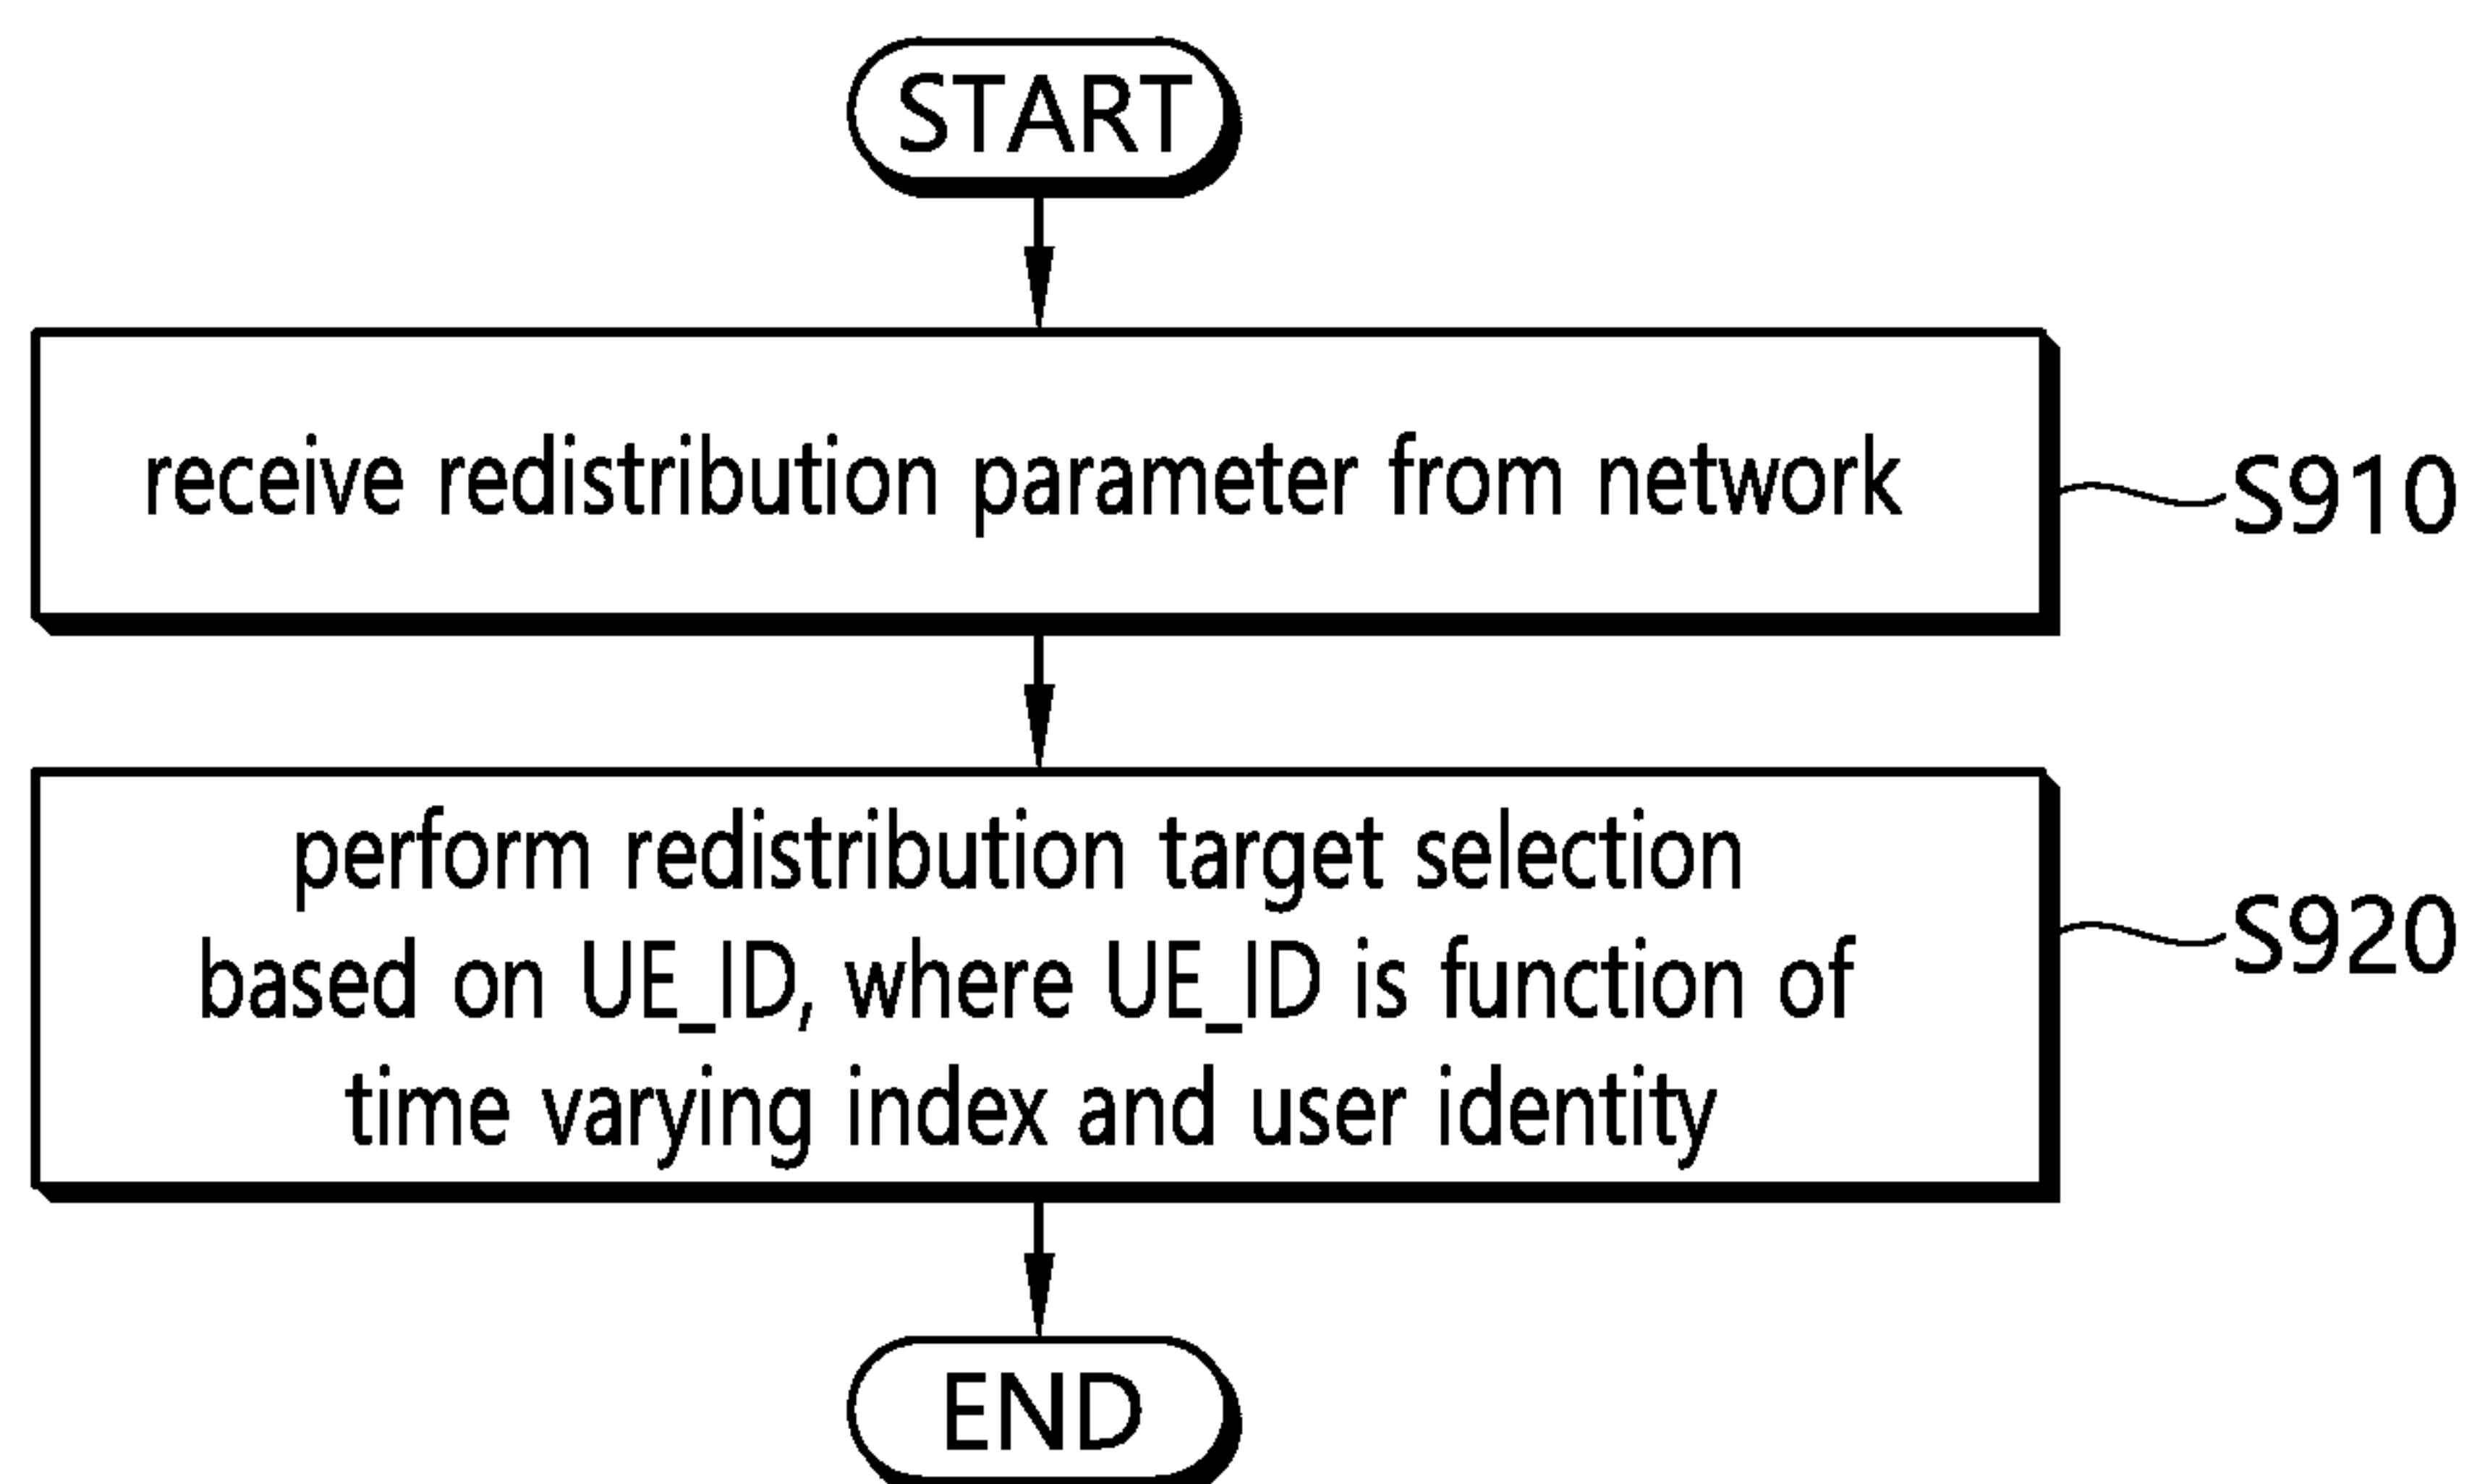 START
receive redistribution parameter from network
S910
perform redistribution target selection
based on UE_ID, where UE_ID is function of
time varying index and user identity
S920
END